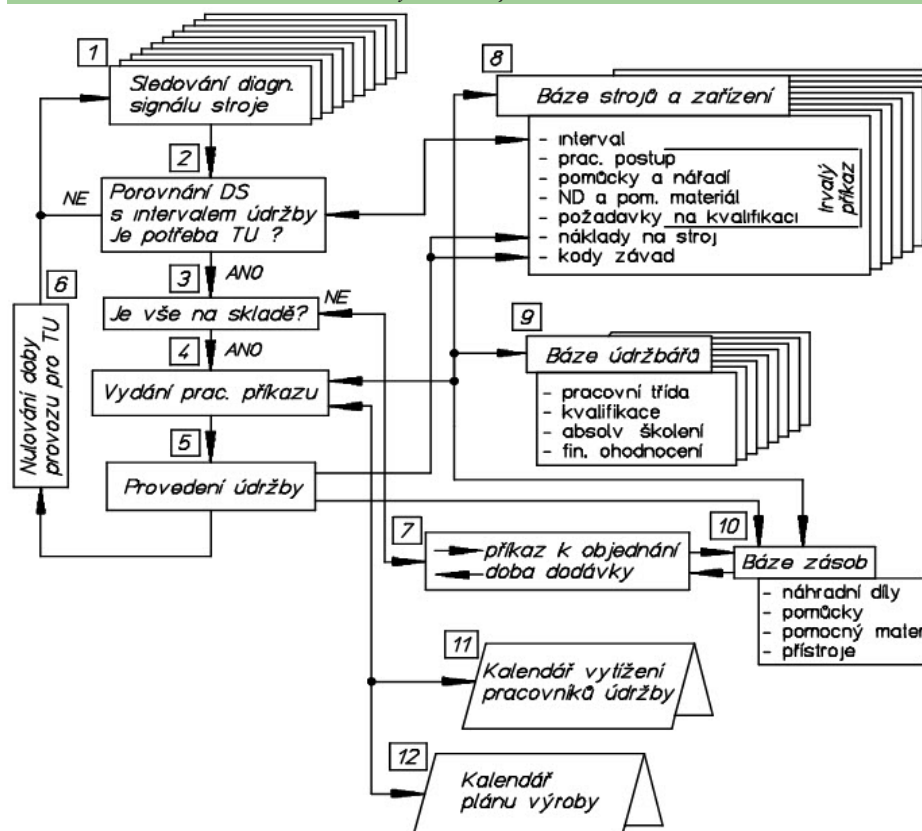 1
Sledování diagn.
signálu stroje
2
NE
Porovnání DS
s intervalem údržby
Je potřeba TU ?
3
ANO
NE
Je vše na skladě?
4
ANO
Vydání prac. příkazu
5
Provedení údržby
6
Nulování doby
provozu pro TU
7
příkaz k objednání
doba dodávky
8
Báze strojů a zařízení
- interval
- prac. postup
- pomůcky a nářadí
- ND a pom. materiál
- požadavky na kvalifikaci
- náklady na stroj
- kody závad
trvalý
příkaz
9
Báze údržbářů
- pracovní třída
- kvalifikace
- absolv školení
- fin. ohodnocení
10
Báze zásob
- náhradní díly
- pomůcky
- pomocný mater
- přístroje
11
Kalendář vytížení
pracovníků údržby
12
Kalendář
plánu výroby